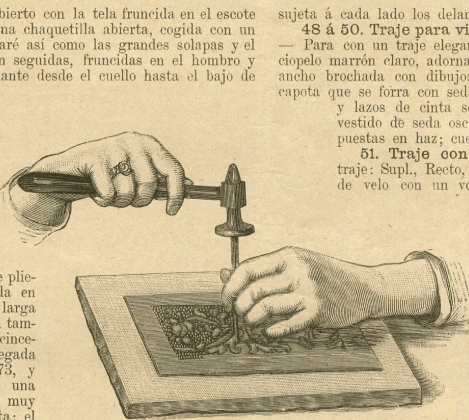 bierto con la tela fruncida en el escote
na chaquetilla abierta, cogida con un
aré así como las grandes solapas y el
n seguidas, fruncidas en el hombro y
lante desde el cuello hasta el bajo de
e plie-
da en
larga
tam-
cince-
egada
73, y
una
muy
ta: el
sujeta á cada lado los delan
48 á 50. Traje para vi
— Para con un traje elegan
ciopelo marrón claro, adorna
ancho brochada con dibujos
capota que se forra con seda
y lazos de cinta s
vestido de seda osc
puestas en haz; cue
51. Traje con
traje: Supl., Recto,
de velo con un v